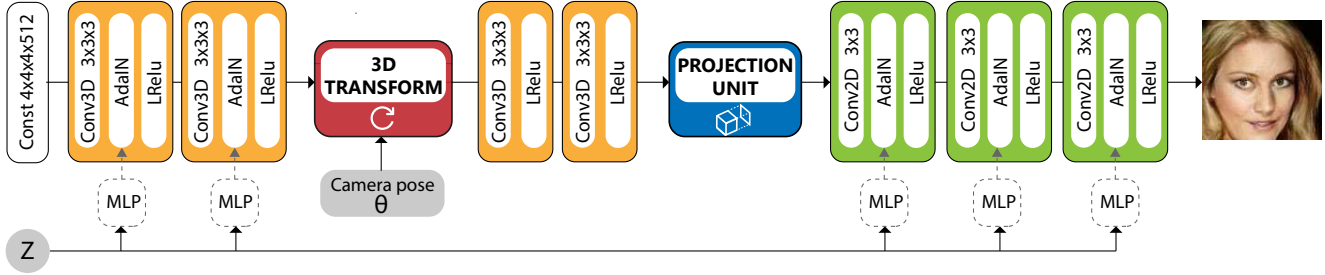 Const 4x4x4x512
Conv3D 3x3x3
AdaIN
LRelu
Conv3D 3x3x3
AdaIN
LRelu
3D
TRANSFORM
Camera pose
θ
Conv3D 3x3x3
LRelu
Conv3D 3x3x3
LRelu
PROJECTION
UNIT
Conv2D 3x3
AdaIN
LRelu
Conv2D 3x3
AdaIN
LRelu
Conv2D 3x3
AdaIN
LRelu
MLP
MLP
MLP
MLP
MLP
Z